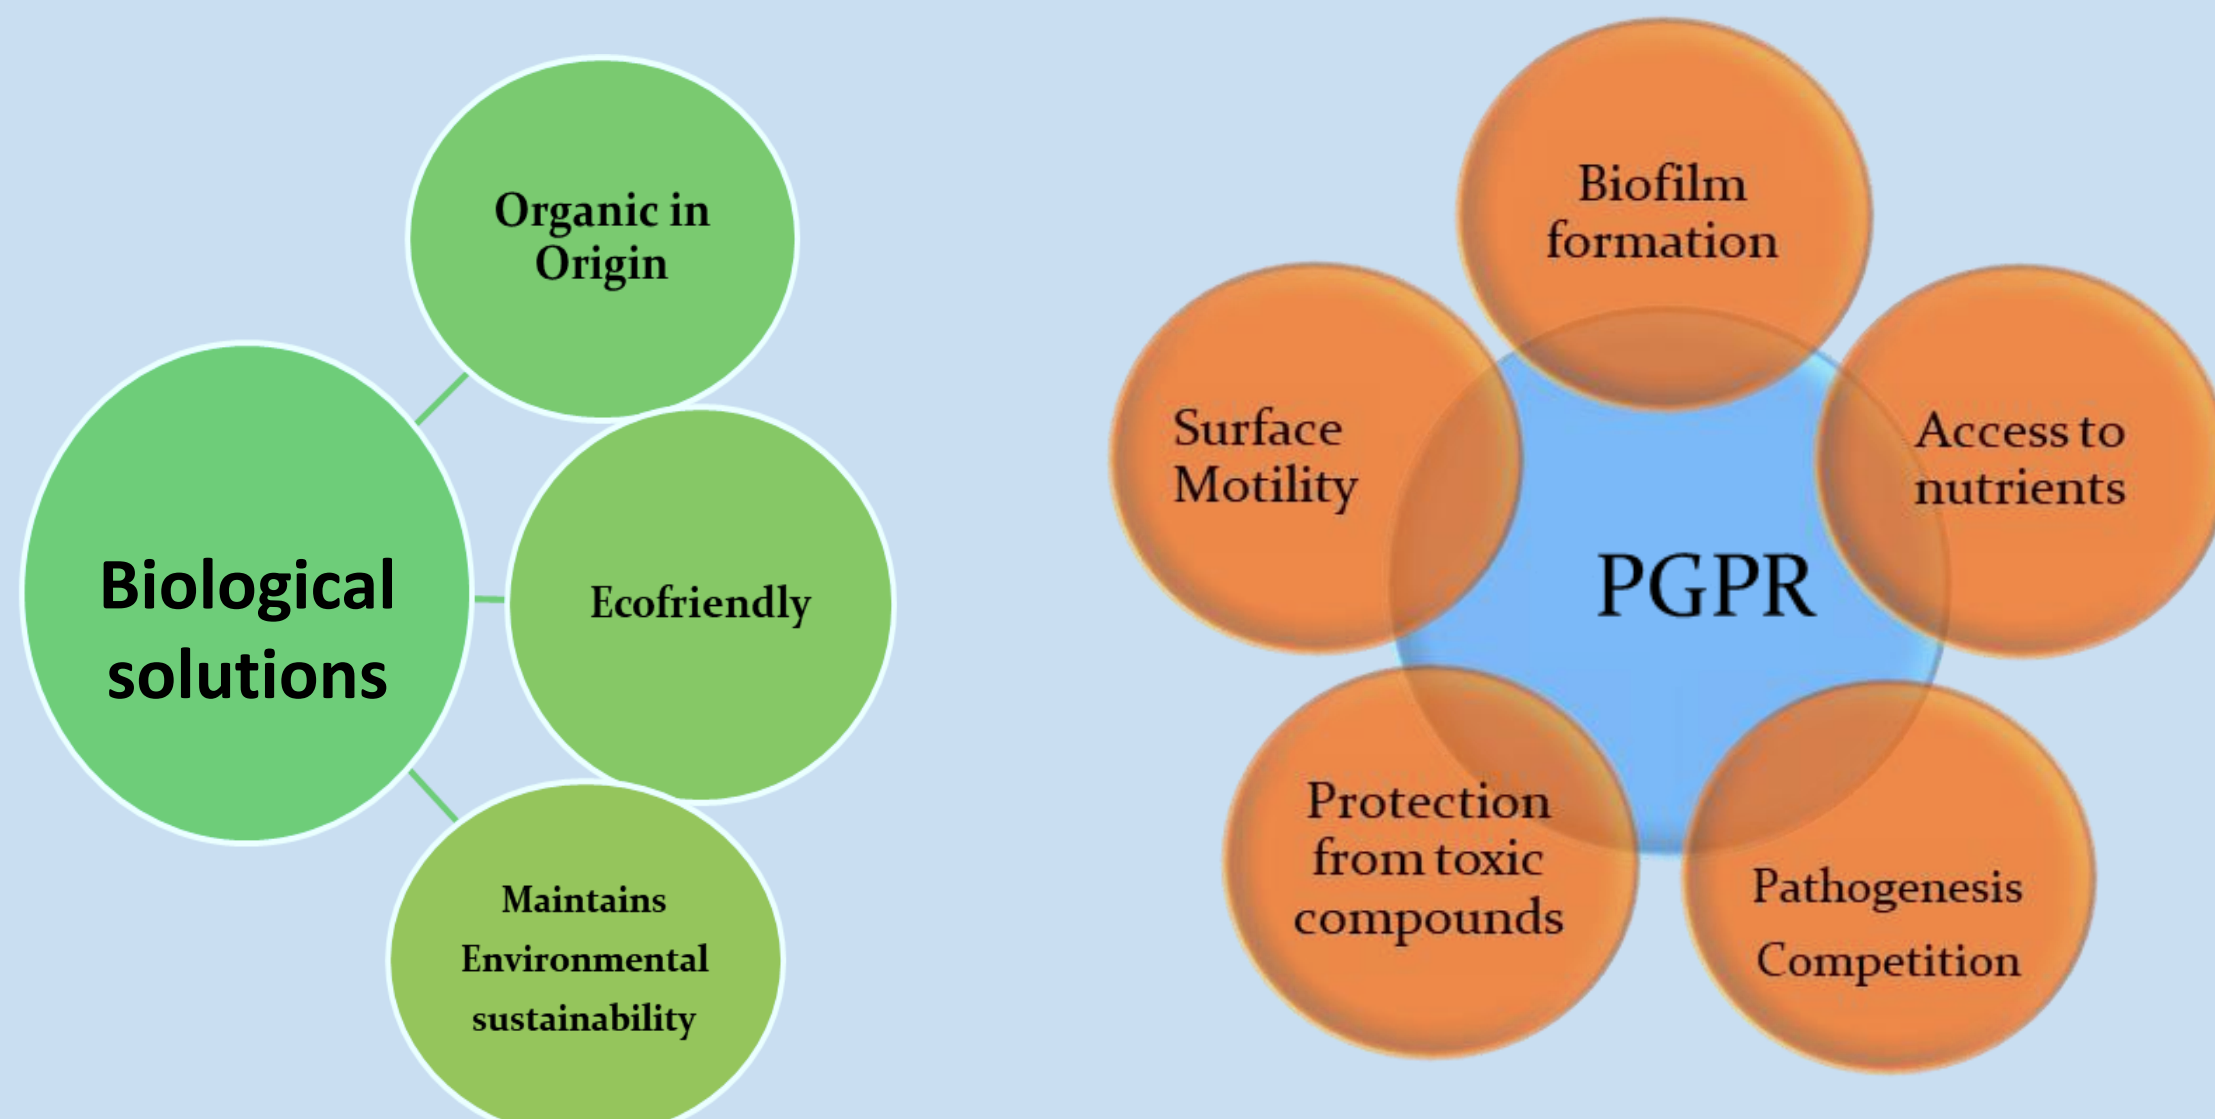 Organic in
Origin
Biological
solutions
Ecofriendly
Maintains
Environmental
sustainability
Biofilm
formation
Surface
Motility
Access to
nutrients
PGPR
Protection
from toxic
compounds
Pathogenesis
Competition